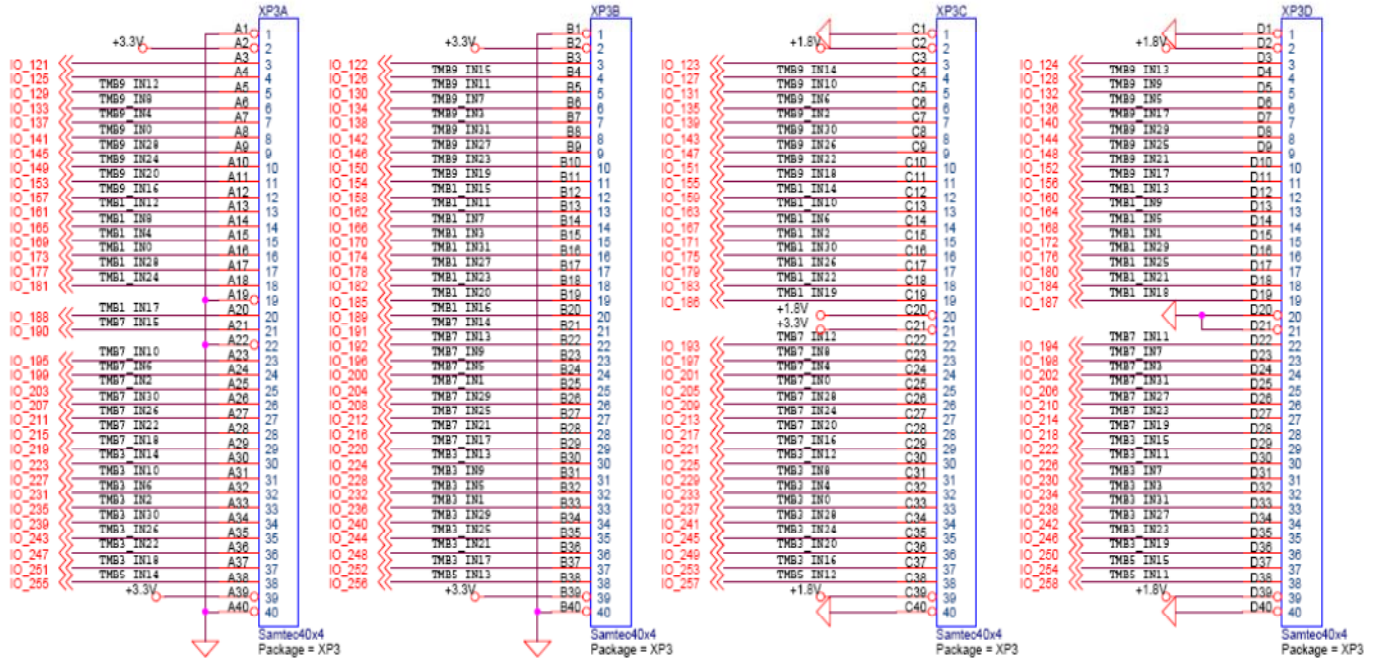 XP3A
A1 1
+3.3V A2 2
IO_121 A3 3
IO_125 A4 4
IO_129 TMB9_IN12 A5 5
IO_133 TMB9_IN8 A6 6
IO_137 TMB9_IN4 A7 7
IO_141 TMB9_IN0 A8 8
IO_145 TMB9_IN28 A9 9
IO_149 TMB9_IN24 A10 10
IO_153 TMB9_IN20 A11 11
IO_157 TMB9_IN16 A12 12
IO_161 TMB1_IN12 A13 13
IO_165 TMB1_IN8 A14 14
IO_169 TMB1_IN4 A15 15
IO_173 TMB1_IN0 A16 16
IO_177 TMB1_IN28 A17 17
IO_181 TMB1_IN24 A18 18
A19 19
IO_188 TMB1_IN17 A20 20
IO_190 TMB7_IN15 A21 21
A22 22
IO_195 TMB7_IN10 A23 23
IO_199 TMB7_IN6 A24 24
IO_203 TMB7_IN2 A25 25
IO_207 TMB7_IN30 A26 26
IO_211 TMB7_IN26 A27 27
IO_215 TMB7_IN22 A28 28
IO_219 TMB7_IN18 A29 29
IO_223 TMB3_IN14 A30 30
IO_227 TMB3_IN10 A31 31
IO_231 TMB3_IN6 A32 32
IO_235 TMB3_IN2 A33 33
IO_239 TMB3_IN30 A34 34
IO_243 TMB3_IN26 A35 35
IO_247 TMB3_IN22 A36 36
IO_251 TMB3_IN18 A37 37
IO_255 TMB5_IN14 A38 38
+3.3V A39 39
A40 40
Samtec40x4
Package = XP3
XP3B
B1 1
+3.3V B2 2
IO_122 B3 3
IO_126 TMB9_IN15 B4 4
IO_130 TMB9_IN11 B5 5
IO_134 TMB9_IN7 B6 6
IO_138 TMB9_IN3 B7 7
IO_142 TMB9_IN31 B8 8
IO_146 TMB9_IN27 B9 9
IO_150 TMB9_IN23 B10 10
IO_154 TMB9_IN19 B11 11
IO_158 TMB1_IN15 B12 12
IO_162 TMB1_IN11 B13 13
IO_166 TMB1_IN7 B14 14
IO_170 TMB1_IN3 B15 15
IO_174 TMB1_IN31 B16 16
IO_178 TMB1_IN27 B17 17
IO_182 TMB1_IN23 B18 18
IO_185 TMB1_IN20 B19 19
IO_189 TMB1_IN16 B20 20
IO_191 TMB7_IN14 B21 21
IO_192 TMB7_IN13 B22 22
IO_196 TMB7_IN9 B23 23
IO_200 TMB7_IN5 B24 24
IO_204 TMB7_IN1 B25 25
IO_208 TMB7_IN29 B26 26
IO_212 TMB7_IN25 B27 27
IO_216 TMB7_IN21 B28 28
IO_220 TMB7_IN17 B29 29
IO_224 TMB3_IN13 B30 30
IO_228 TMB3_IN9 B31 31
IO_232 TMB3_IN5 B32 32
IO_236 TMB3_IN1 B33 33
IO_240 TMB3_IN29 B34 34
IO_244 TMB3_IN25 B35 35
IO_248 TMB3_IN21 B36 36
IO_252 TMB3_IN17 B37 37
IO_256 TMB5_IN13 B38 38
+3.3V B39 39
B40 40
Samtec40x4
Package = XP3
XP3C
C1 1
+1.8V C2 2
IO_123 C3 3
IO_127 TMB9_IN14 C4 4
IO_131 TMB9_IN10 C5 5
IO_135 TMB9_IN6 C6 6
IO_139 TMB9_IN2 C7 7
IO_143 TMB9_IN30 C8 8
IO_147 TMB9_IN26 C9 9
IO_151 TMB9_IN22 C10 10
IO_155 TMB9_IN18 C11 11
IO_159 TMB1_IN14 C12 12
IO_163 TMB1_IN10 C13 13
IO_167 TMB1_IN6 C14 14
IO_171 TMB1_IN2 C15 15
IO_175 TMB1_IN30 C16 16
IO_179 TMB1_IN26 C17 17
IO_183 TMB1_IN22 C18 18
IO_186 TMB1_IN19 C19 19
+1.8V C20 20
+3.3V C21 21
IO_193 TMB7_IN12 C22 22
IO_197 TMB7_IN8 C23 23
IO_201 TMB7_IN4 C24 24
IO_205 TMB7_IN0 C25 25
IO_209 TMB7_IN28 C26 26
IO_213 TMB7_IN24 C27 27
IO_217 TMB7_IN20 C28 28
IO_221 TMB7_IN16 C29 29
IO_225 TMB3_IN12 C30 30
IO_229 TMB3_IN8 C31 31
IO_233 TMB3_IN4 C32 32
IO_237 TMB3_IN0 C33 33
IO_241 TMB3_IN28 C34 34
IO_245 TMB3_IN24 C35 35
IO_249 TMB3_IN20 C36 36
IO_253 TMB3_IN16 C37 37
IO_257 TMB5_IN12 C38 38
+1.8V C39 39
C40 40
Samtec40x4
Package = XP3
XP3D
D1 1
+1.8V D2 2
IO_124 D3 3
IO_128 TMB9_IN13 D4 4
IO_132 TMB9_IN9 D5 5
IO_136 TMB9_IN5 D6 6
IO_140 TMB9_IN17 D7 7
IO_144 TMB9_IN29 D8 8
IO_148 TMB9_IN25 D9 9
IO_152 TMB9_IN21 D10 10
IO_156 TMB9_IN17 D11 11
IO_160 TMB1_IN13 D12 12
IO_164 TMB1_IN9 D13 13
IO_168 TMB1_IN5 D14 14
IO_172 TMB1_IN1 D15 15
IO_176 TMB1_IN29 D16 16
IO_180 TMB1_IN25 D17 17
IO_184 TMB1_IN21 D18 18
IO_187 TMB1_IN18 D19 19
D20 20
D21 21
IO_194 TMB7_IN11 D22 22
IO_198 TMB7_IN7 D23 23
IO_202 TMB7_IN3 D24 24
IO_206 TMB7_IN31 D25 25
IO_210 TMB7_IN27 D26 26
IO_214 TMB7_IN23 D27 27
IO_218 TMB7_IN19 D28 28
IO_222 TMB3_IN15 D29 29
IO_226 TMB3_IN11 D30 30
IO_230 TMB3_IN7 D31 31
IO_234 TMB3_IN3 D32 32
IO_238 TMB3_IN31 D33 33
IO_242 TMB3_IN27 D34 34
IO_246 TMB3_IN23 D35 35
IO_250 TMB3_IN19 D36 36
IO_254 TMB3_IN15 D37 37
IO_258 TMB5_IN11 D38 38
+1.8V D39 39
D40 40
Samtec40x4
Package = XP3